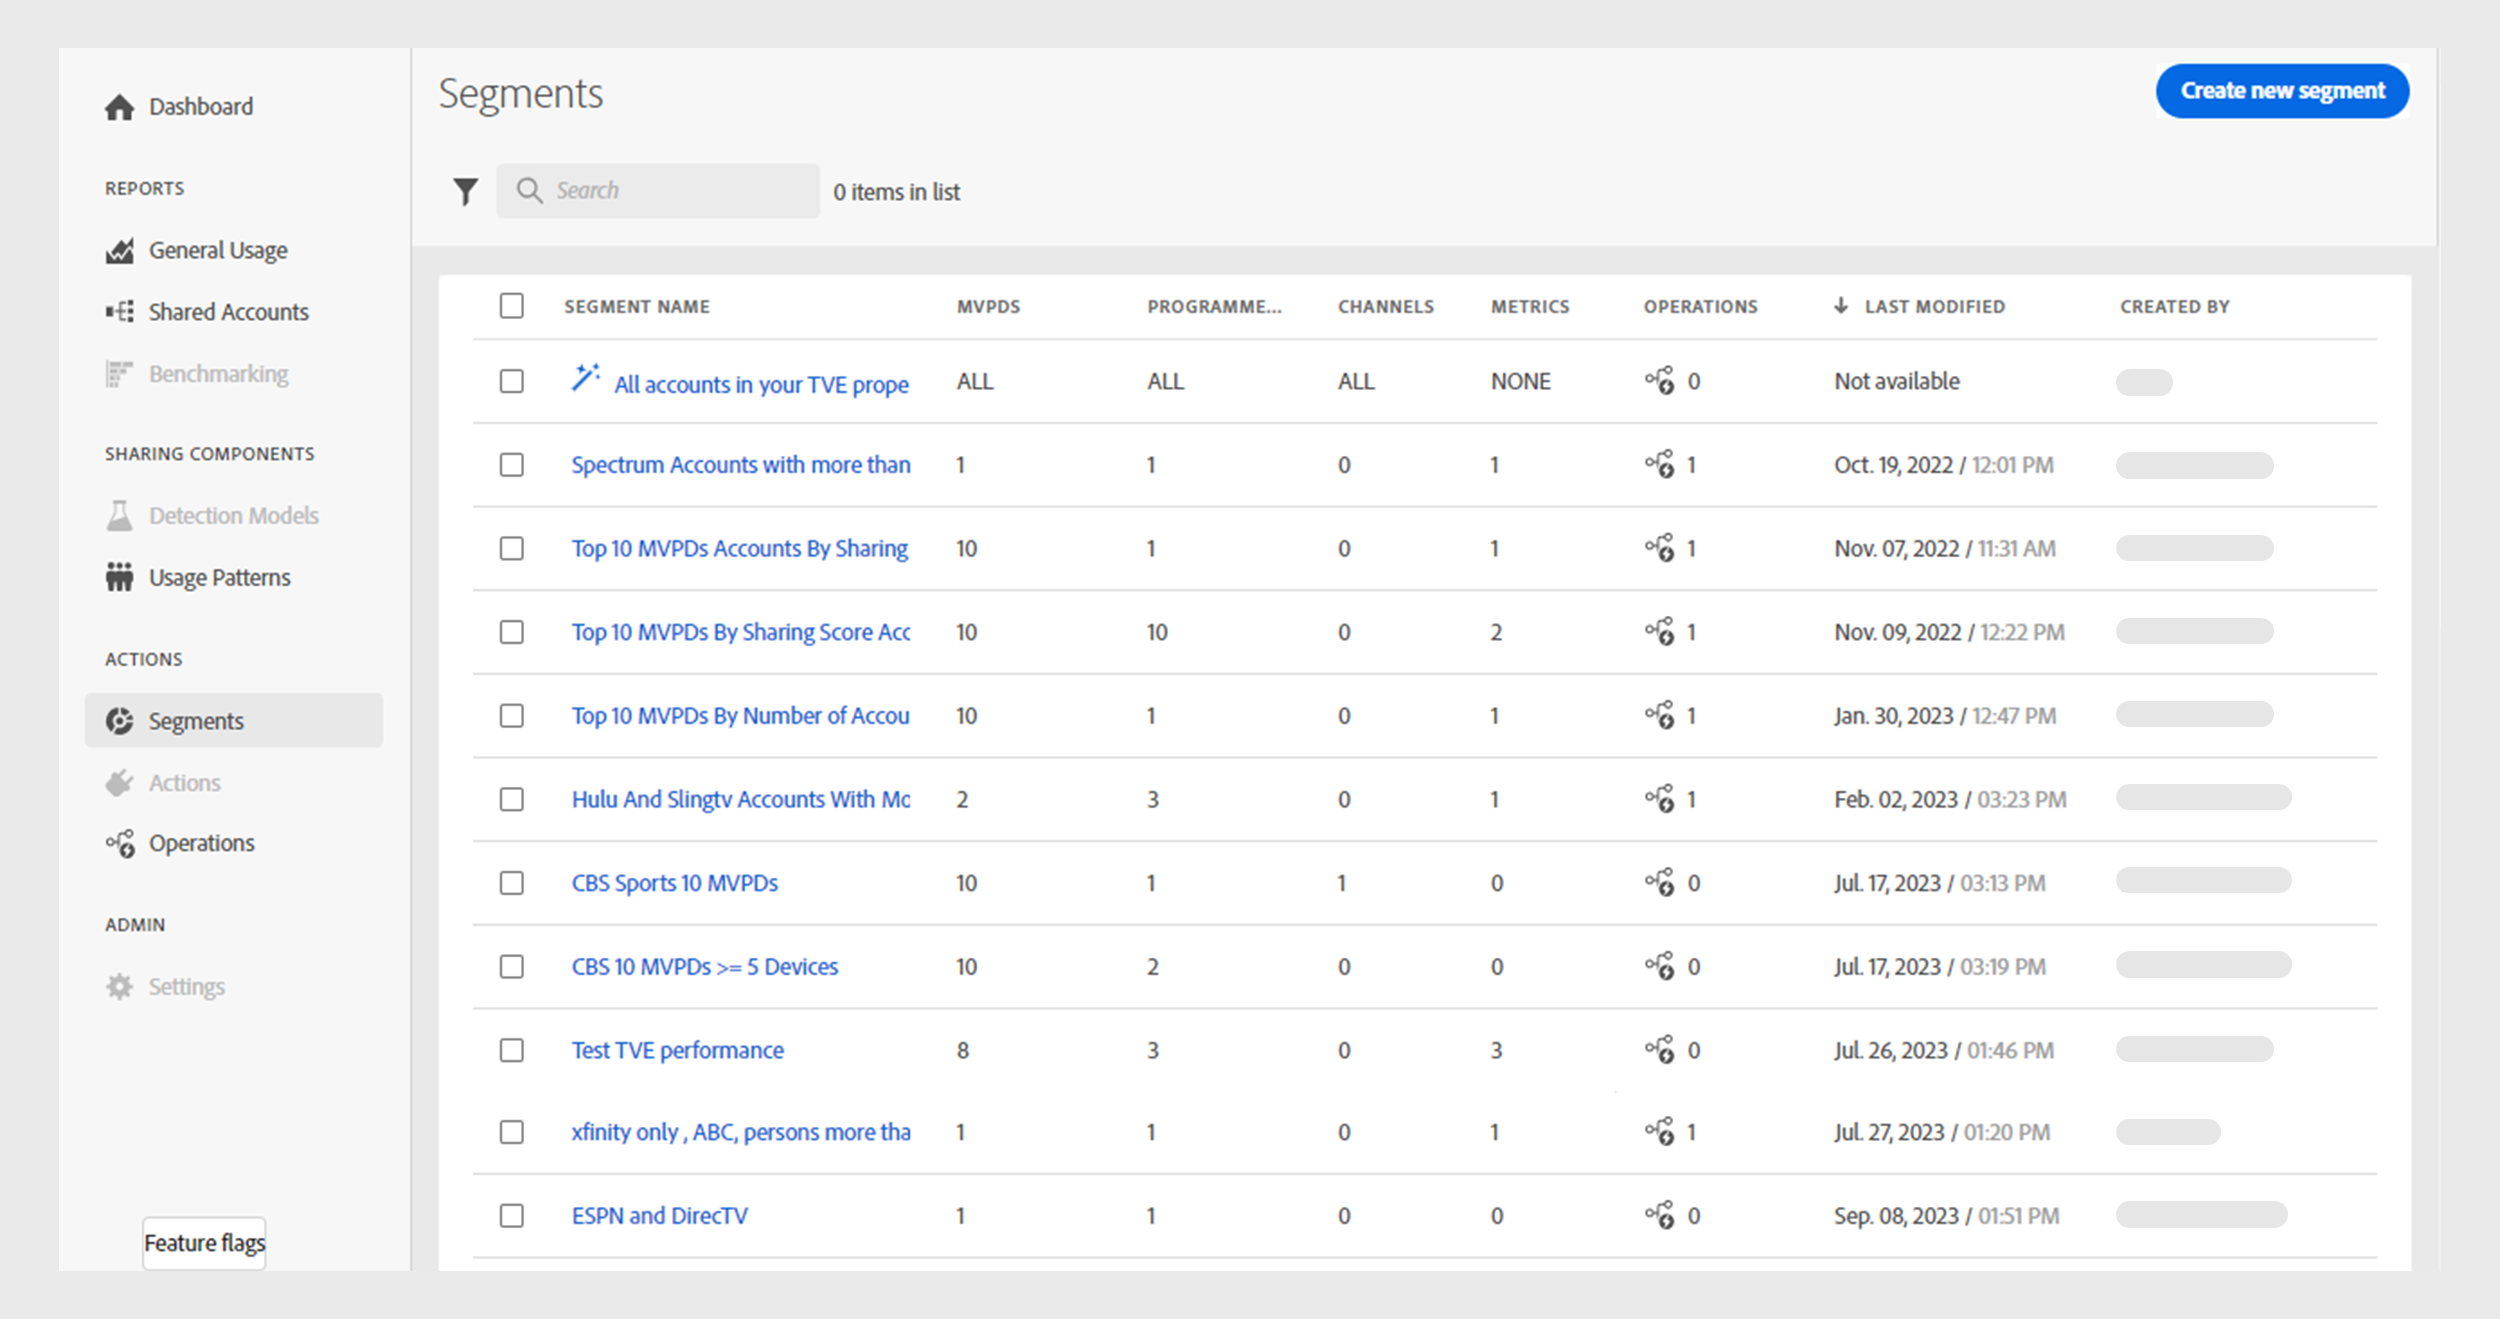 Dashboard
REPORTS
General Usage
Shared Accounts
Benchmarking
SHARING COMPONENTS
Detection Models
Usage Patterns
ACTIONS
Segments
Actions
Operations
ADMIN
Settings
Feature flags
Segments
Create new segment
Search
0 items in list
SEGMENT NAME MVPDS PROGRAMME... CHANNELS METRICS OPERATIONS LAST MODIFIED CREATED BY
All accounts in your TVE prope ALL ALL ALL NONE 0 Not available
Spectrum Accounts with more than 1 1 0 1 1 Oct. 19, 2022 / 12:01 PM
Top 10 MVPDs Accounts By Sharing 10 1 0 1 1 Nov. 07, 2022 / 11:31 AM
Top 10 MVPDs By Sharing Score Acc 10 10 0 2 1 Nov. 09, 2022 / 12:22 PM
Top 10 MVPDs By Number of Accou 10 1 0 1 1 Jan. 30, 2023 / 12:47 PM
Hulu And Slingtv Accounts With Mo 2 3 0 1 1 Feb. 02, 2023 / 03:23 PM
CBS Sports 10 MVPDs 10 1 1 0 0 Jul. 17, 2023 / 03:13 PM
CBS 10 MVPDs >= 5 Devices 10 2 0 0 0 Jul. 17, 2023 / 03:19 PM
Test TVE performance 8 3 0 3 0 Jul. 26, 2023 / 01:46 PM
xfinity only , ABC, persons more tha 1 1 0 1 1 Jul. 27, 2023 / 01:20 PM
ESPN and DirecTV 1 1 0 0 0 Sep. 08, 2023 / 01:51 PM